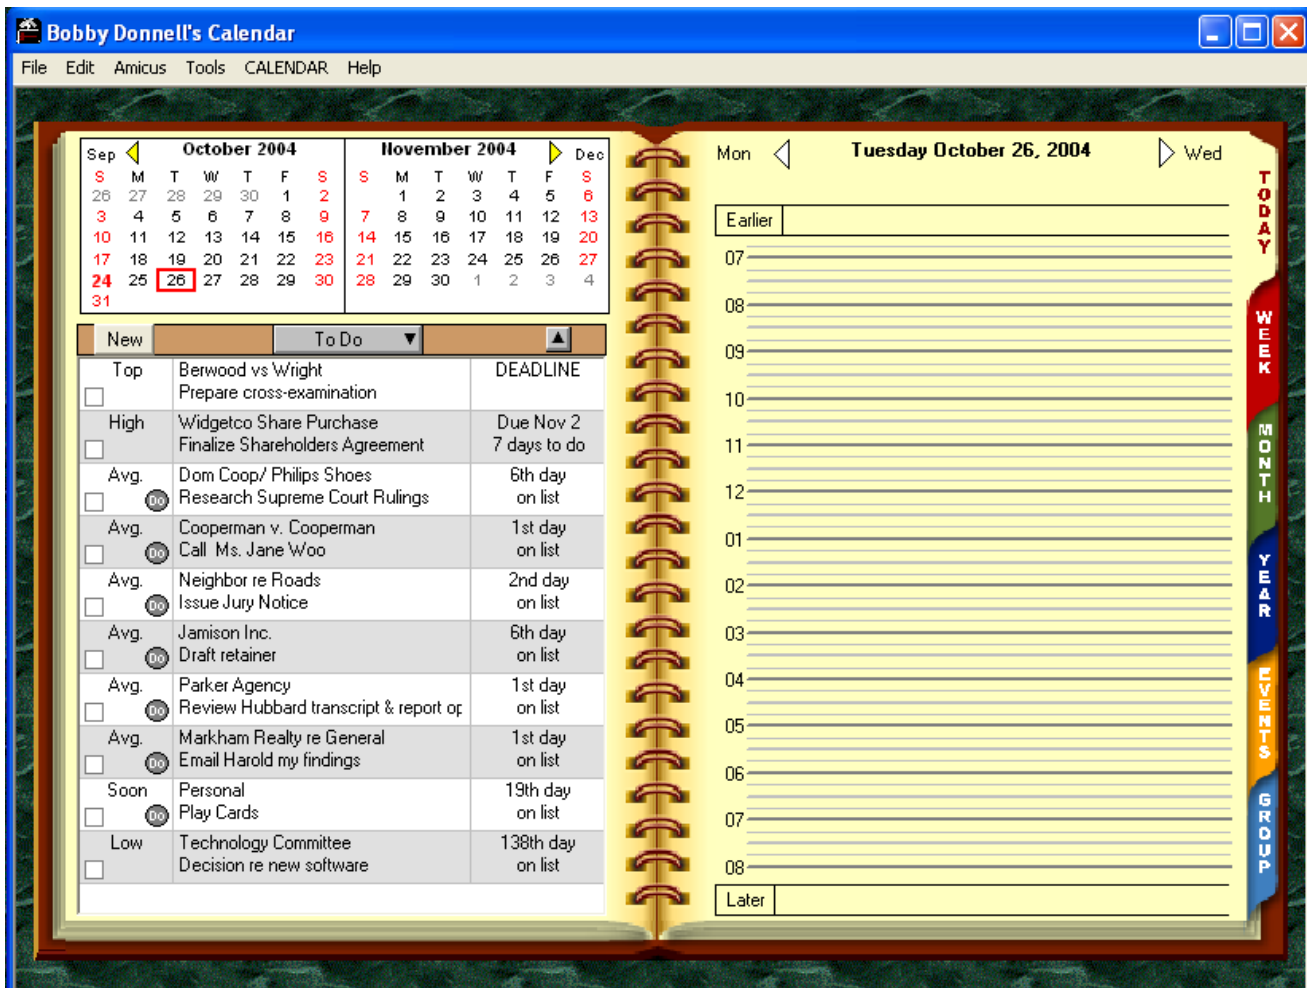 Bobby Donnell's Calendar
File Edit Amicus Tools CALENDAR Help
Sep October 2004 November 2004 Dec
S M T W T F S S M T W T F S
26 27 28 29 30 1 2 1 2 3 4 5 6
3 4 5 6 7 8 9 7 8 9 10 11 12 13
10 11 12 13 14 15 16 14 15 16 17 18 19 20
17 18 19 20 21 22 23 21 22 23 24 25 26 27
24 25 26 27 28 29 30 28 29 30 1 2 3 4
31
New To Do
Top Berwood vs Wright DEADLINE
Prepare cross-examination
High Widgetco Share Purchase Due Nov 2
Finalize Shareholders Agreement 7 days to do
Avg. Dom Coop/ Philips Shoes 6th day
Do Research Supreme Court Rulings on list
Avg. Cooperman v. Cooperman 1st day
Do Call Ms. Jane Woo on list
Avg. Neighbor re Roads 2nd day
Do Issue Jury Notice on list
Avg. Jamison Inc. 6th day
Do Draft retainer on list
Avg. Parker Agency 1st day
Do Review Hubbard transcript & report op on list
Avg. Markham Realty re General 1st day
Do Email Harold my findings on list
Soon Personal 19th day
Do Play Cards on list
Low Technology Committee 138th day
Decision re new software on list
Mon Tuesday October 26, 2004 Wed
Earlier
07
08
09
10
11
12
01
02
03
04
05
06
07
08
Later
TODAY
WEEK
MONTH
YEAR
EVENTS
GROUP